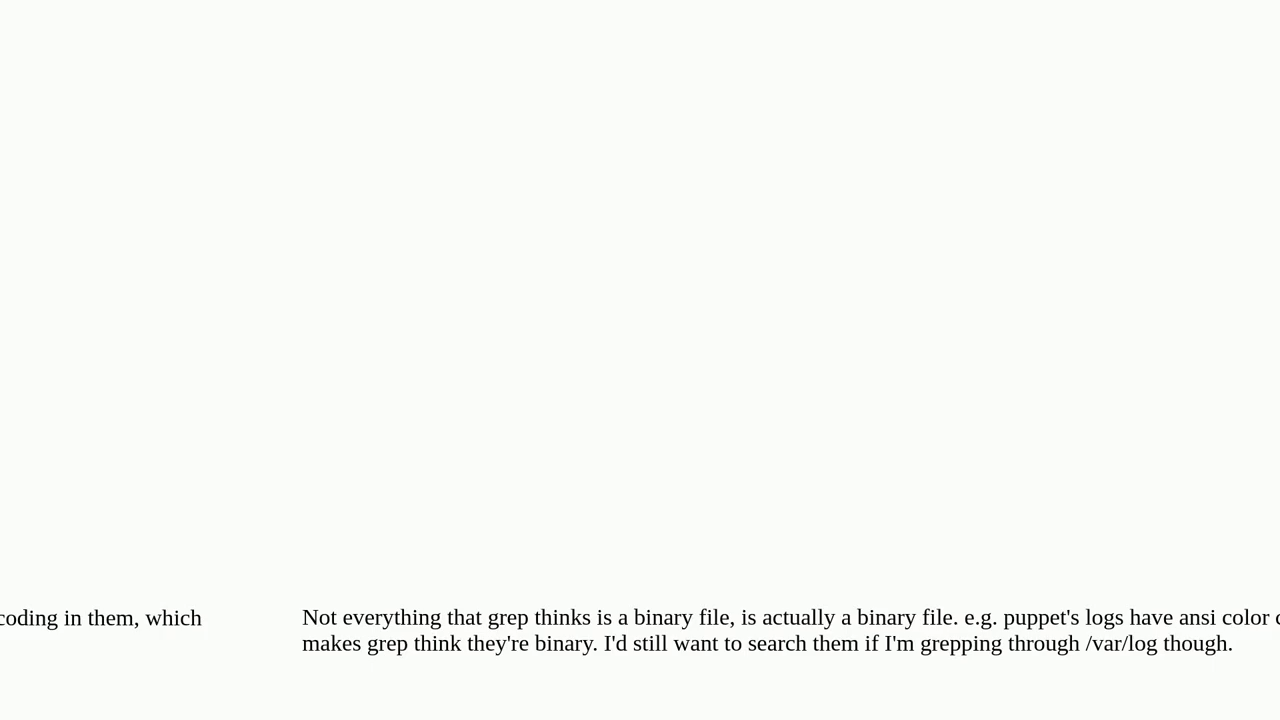 coding in them, which
Not everything that grep thinks is a binary file, is actually a binary file. e.g. puppet's logs have ansi color
makes grep think they're binary. I'd still want to search them if I'm grepping through /var/log though.